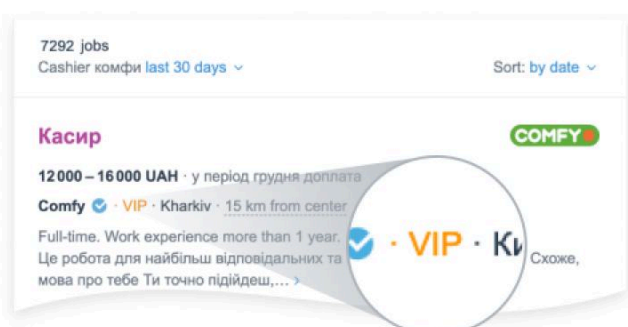 7292 jobs
Cashier комфи last 30 days
Sort: by date
Касир
COMFY
12 000 – 16 000 UAH · у період грудня доплата
Comfy · VIP · Kharkiv · 15 km from center
Full-time. Work experience more than 1 year.
Це робота для найбільш відповідальних та
Схоже,
мова про тебе Ти точно підійдеш,… ›
· VIP · Ки